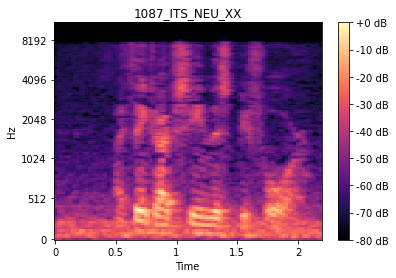 1087_ITS_NEU_XX
+0 dB
8192
-10 dB
4096
-20 dB
-30 dB
2048
-40 dB
Hz
1024
-50 dB
512
-60 dB
-70 dB
0
-80 dB
0
0.5
1
1.5
2
Time